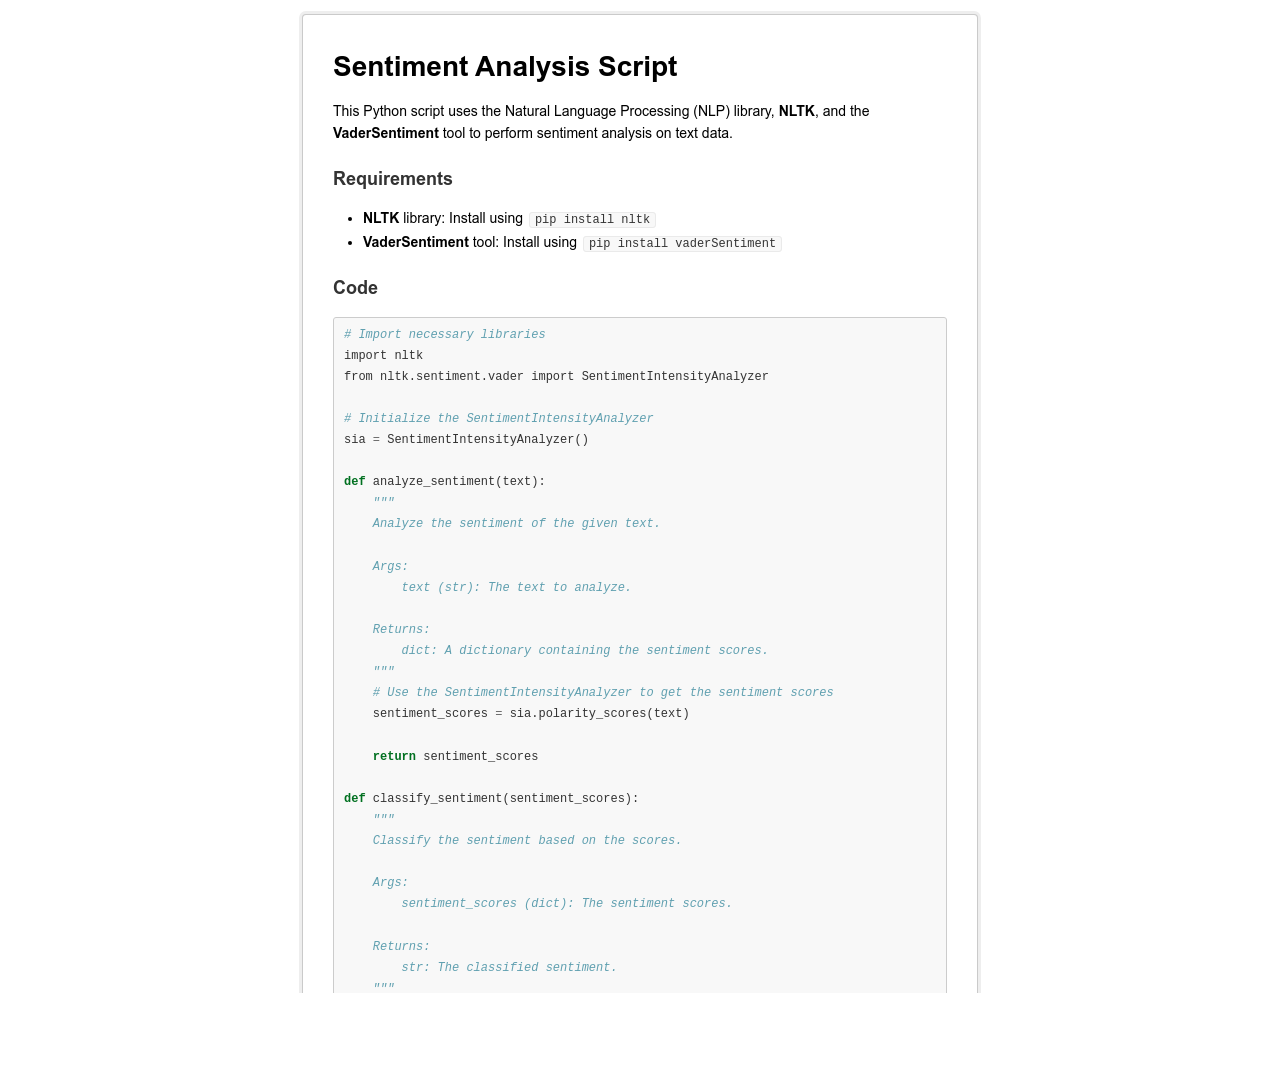 Sentiment Analysis Script
This Python script uses the Natural Language Processing (NLP) library, NLTK, and the
VaderSentiment tool to perform sentiment analysis on text data.
Requirements
• NLTK library: Install using pip install nltk
• VaderSentiment tool: Install using pip install vaderSentiment
Code
# Import necessary libraries
import nltk
from nltk.sentiment.vader import SentimentIntensityAnalyzer

# Initialize the SentimentIntensityAnalyzer
sia = SentimentIntensityAnalyzer()

def analyze_sentiment(text):
    """
    Analyze the sentiment of the given text.

    Args:
        text (str): The text to analyze.

    Returns:
        dict: A dictionary containing the sentiment scores.
    """
    # Use the SentimentIntensityAnalyzer to get the sentiment scores
    sentiment_scores = sia.polarity_scores(text)

    return sentiment_scores

def classify_sentiment(sentiment_scores):
    """
    Classify the sentiment based on the scores.

    Args:
        sentiment_scores (dict): The sentiment scores.

    Returns:
        str: The classified sentiment.
    """